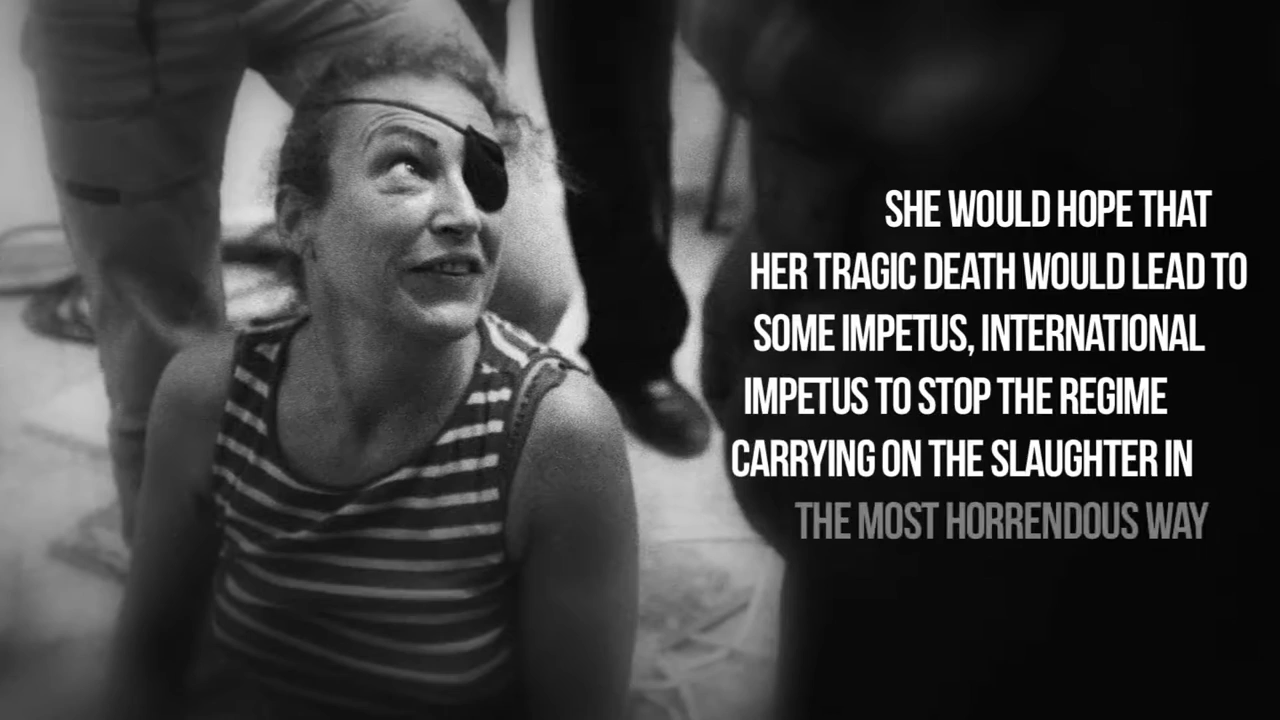 SHE WOULD HOPE THAT
HER TRAGIC DEATH WOULD LEAD TO
SOME IMPETUS, INTERNATIONAL
IMPETUS TO STOP THE REGIME
CARRYING ON THE SLAUGHTER IN
THE MOST HORRENDOUS WAY